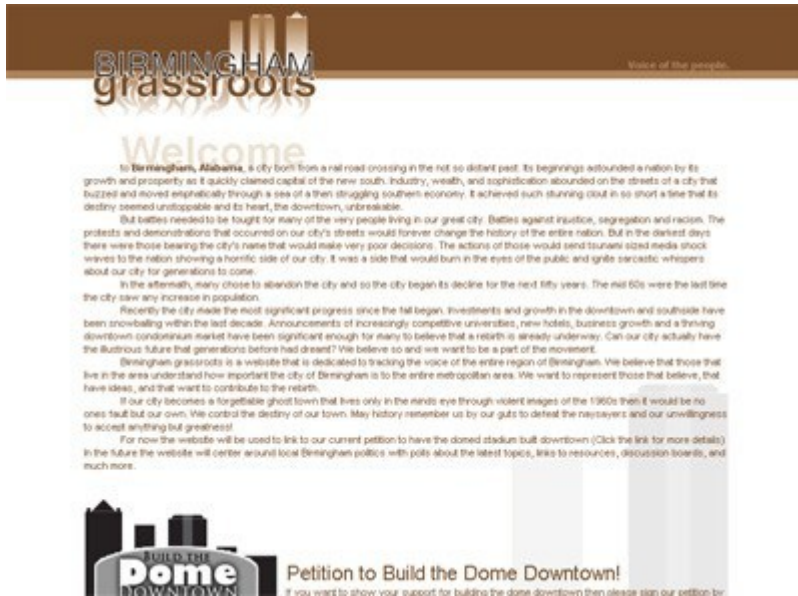 BIRMINGHAM
grassroots
Voice of the people.
Welcome
to Birmingham, Alabama, a city born from a rail road crossing in the not so distant past. Its beginnings astounded a nation by its
growth and prosperity as it quickly claimed capital of the new south. Industry, wealth, and sophistication abounded on the streets of a city that
buzzed and moved emphatically through a sea of a then struggling southern economy. It achieved such stunning clout in so short a time that its
destiny seemed unstoppable and its heart, the downtown, unbreakable.
But battles needed to be fought for many of the very people living in our great city. Battles against injustice, segregation and racism. The
protests and demonstrations that occurred on our city's streets would forever change the history of the entire nation. But in the darkest days
there were those bearing the city's name that would make very poor decisions. The actions of those would send tsunami sized media shock
waves to the nation showing a horrific side of our city. It was a side that would burn in the eyes of the public and ignite sarcastic whispers
about our city for generations to come.
In the aftermath, many chose to abandon the city and so the city began its decline for the next fifty years. The mid 60s were the last time
the city saw any increase in population.
Recently the city made the most significant progress since the fall began. Investments and growth in the downtown and southside have
been snowballing within the last decade. Announcements of increasingly competitive universities, new hotels, business growth and a thriving
downtown condominium market have been significant enough for many to believe that a rebirth is already underway. Can our city actually have
the illustrious future that generations before had dreamt? We believe so and we want to be a part of the movement.
Birmingham grassroots is a website that is dedicated to tracking the voice of the entire region of Birmingham. We believe that those that
live in the area understand how important the city of Birmingham is to the entire metropolitan area. We want to represent those that believe, that
have ideas, and that want to contribute to the rebirth.
If our city becomes a forgettable ghost town that lives only in the minds eye through violent images of the 1960s then it would be no
ones fault but our own. We control the destiny of our town. May history remember us by our guts to defeat the naysayers and our unwillingness
to accept anything but greatness!
For now the website will be used to link to our current petition to have the domed stadium built downtown (Click the link for more details)
In the future the website will center around local Birmingham politics with polls about the latest topics, links to resources, discussion boards, and
much more.
BUILD THE
Dome
DOWNTOWN
Petition to Build the Dome Downtown!
If you want to show your support for building the dome downtown then please sign our petition by